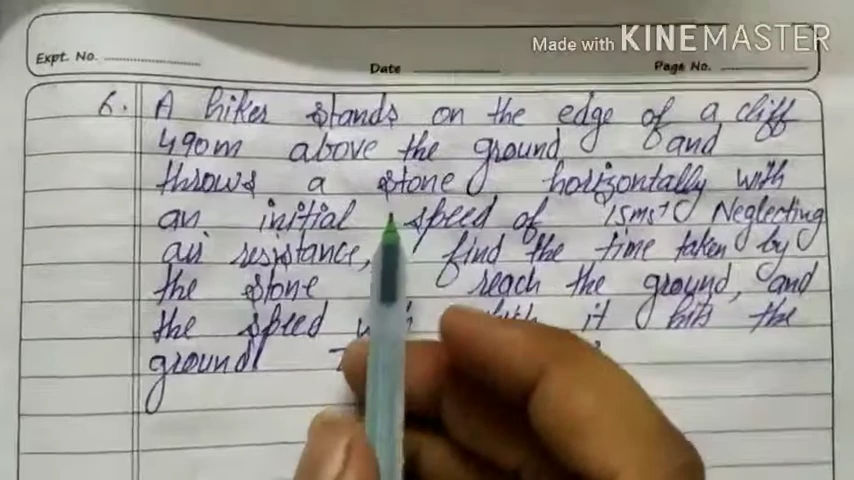 Made with KINEMASTER
Expt. No.
Date
Page No.
6. A hiker stands on the edge of a cliff
490m above the ground and
throws a stone horizontally with
an initial speed of 15ms⁻¹ Neglecting
air resistance, find the time taken by
the stone reach the ground, and
the speed with which it hits the
ground